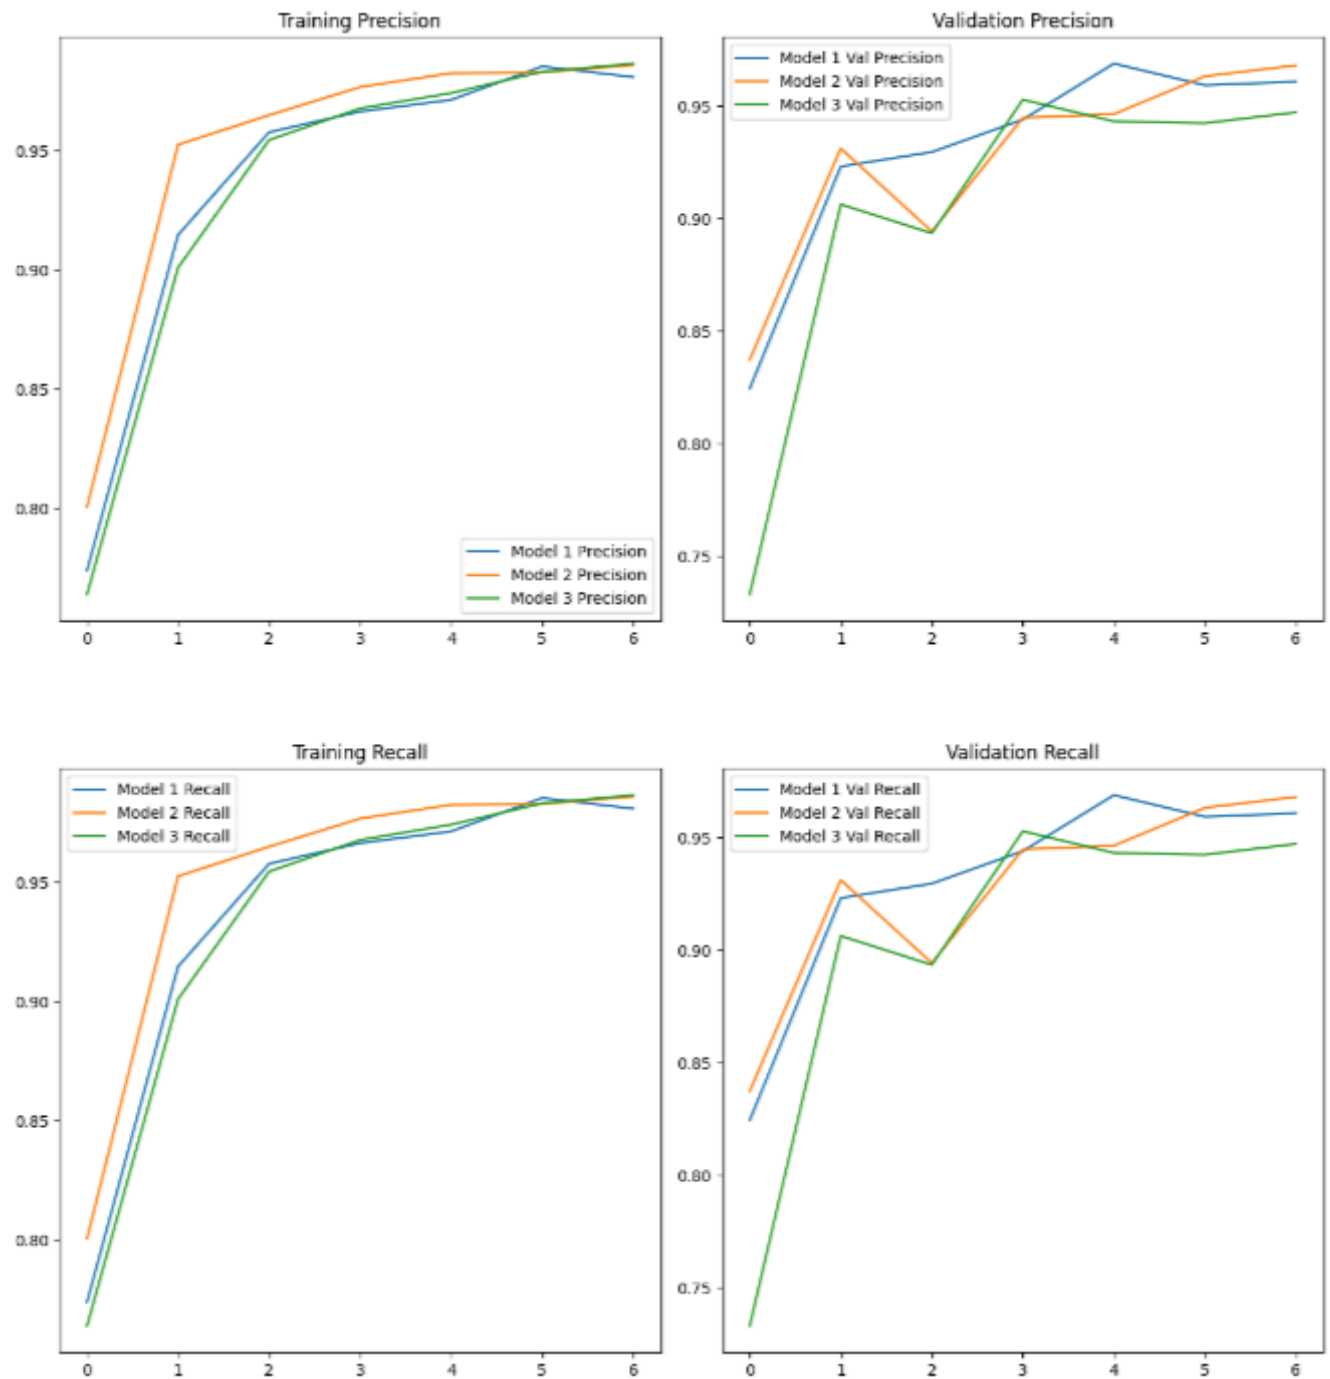 Training Precision
0.95
0.90
0.85
0.80
Model 1 Precision
Model 2 Precision
Model 3 Precision
0 1 2 3 4 5 6
Validation Precision
Model 1 Val Precision
Model 2 Val Precision
Model 3 Val Precision
0.95
0.90
0.85
0.80
0.75
0 1 2 3 4 5 6
Training Recall
Model 1 Recall
Model 2 Recall
Model 3 Recall
0.95
0.90
0.85
0.80
0 1 2 3 4 5 6
Validation Recall
Model 1 Val Recall
Model 2 Val Recall
Model 3 Val Recall
0.95
0.90
0.85
0.80
0.75
0 1 2 3 4 5 6